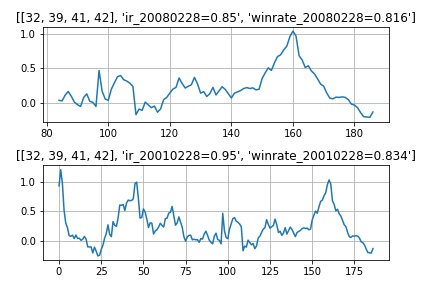 [[32, 39, 41, 42], 'ir_20080228=0.85', 'winrate_20080228=0.816']
1.0
0.5
0.0
80 100 120 140 160 180
[[32, 39, 41, 42], 'ir_20010228=0.95', 'winrate_20010228=0.834']
1.0
0.5
0.0
0 25 50 75 100 125 150 175